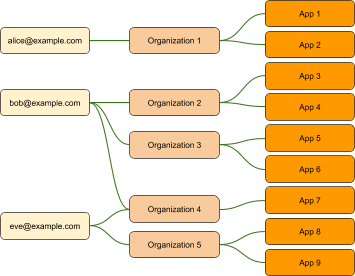 alice@example.com
Organization 1
App 1
App 2
bob@example.com
Organization 2
App 3
App 4
Organization 3
App 5
App 6
Organization 4
App 7
eve@example.com
Organization 5
App 8
App 9